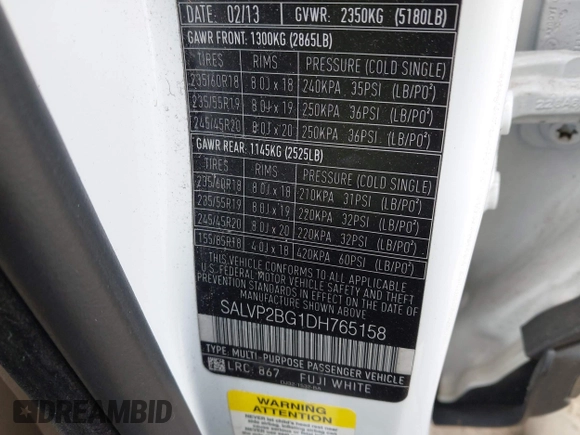 DATE: 02/13 GVWR: 2350KG (5180LB)
GAWR FRONT: 1300KG (2865LB)
TIRES RIMS PRESSURE (COLD SINGLE)
235/60R18 8.0J x 18 240KPA 35PSI (LB/PO²)
235/55R19 8.0J x 19 250KPA 36PSI (LB/PO²)
245/45R20 8.0J x 20 250KPA 36PSI (LB/PO²)
GAWR REAR: 1145KG (2525LB)
TIRES RIMS PRESSURE (COLD SINGLE)
235/60R18 8.0J x 18 210KPA 31PSI (LB/PO²)
235/55R19 8.0J x 19 220KPA 32PSI (LB/PO²)
245/45R20 8.0J x 20 220KPA 32PSI (LB/PO²)
155/85R18 4.0J x 18 420KPA 60PSI (LB/PO²)
THIS VEHICLE CONFORMS TO ALL APPLICABLE
U.S. FEDERAL MOTOR VEHICLE SAFETY AND THEFT
PREVENTION STANDARDS IN EFFECT ON THE DATE OF
MANUFACTURE SHOWN ABOVE.
SALVP2BG1DH765158
TYPE: MULTI-PURPOSE PASSENGER VEHICLE
LRC: 867 FUJI WHITE
WARNING
ATTENTION
DREAMBID